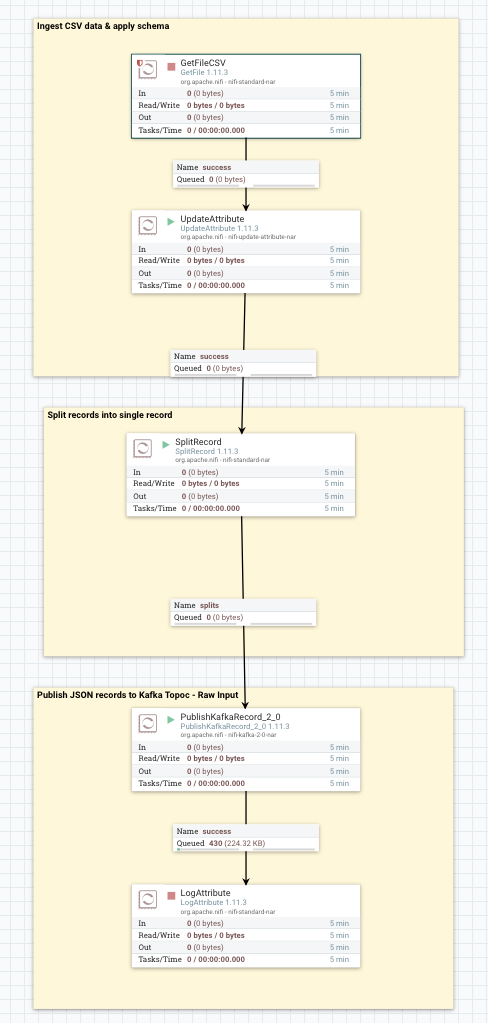 Ingest CSV data & apply schema
GetFileCSV
GetFile 1.11.3
org.apache.nifi - nifi-standard-nar
In 0 (0 bytes) 5 min
Read/Write 0 bytes / 0 bytes 5 min
Out 0 (0 bytes) 5 min
Tasks/Time 0 / 00:00:00.000 5 min
Name success
Queued 0 (0 bytes)
UpdateAttribute
UpdateAttribute 1.11.3
org.apache.nifi - nifi-update-attribute-nar
In 0 (0 bytes) 5 min
Read/Write 0 bytes / 0 bytes 5 min
Out 0 (0 bytes) 5 min
Tasks/Time 0 / 00:00:00.000 5 min
Name success
Queued 0 (0 bytes)
Split records into single record
SplitRecord
SplitRecord 1.11.3
org.apache.nifi - nifi-standard-nar
In 0 (0 bytes) 5 min
Read/Write 0 bytes / 0 bytes 5 min
Out 0 (0 bytes) 5 min
Tasks/Time 0 / 00:00:00.000 5 min
Name splits
Queued 0 (0 bytes)
Publish JSON records to Kafka Topoc - Raw Input
PublishKafkaRecord_2_0
PublishKafkaRecord_2_0 1.11.3
org.apache.nifi - nifi-kafka-2-0-nar
In 0 (0 bytes) 5 min
Read/Write 0 bytes / 0 bytes 5 min
Out 0 (0 bytes) 5 min
Tasks/Time 0 / 00:00:00.000 5 min
Name success
Queued 430 (224.32 KB)
LogAttribute
LogAttribute 1.11.3
org.apache.nifi - nifi-standard-nar
In 0 (0 bytes) 5 min
Read/Write 0 bytes / 0 bytes 5 min
Out 0 (0 bytes) 5 min
Tasks/Time 0 / 00:00:00.000 5 min